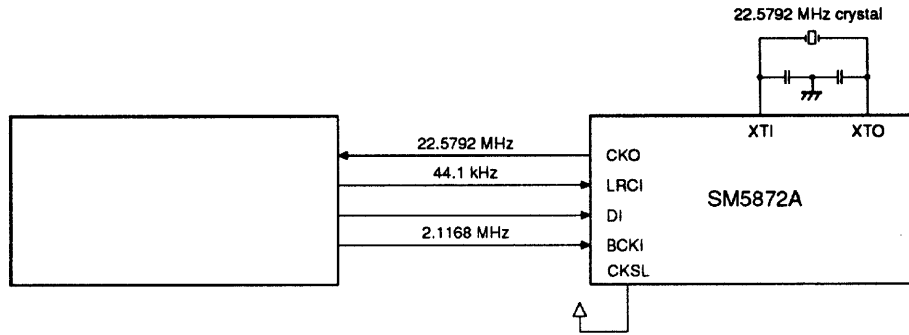 22.5792 MHz crystal
XTI
XTO
22.5792 MHz
CKO
44.1 kHz
LRCI
SM5872A
DI
2.1168 MHz
BCKI
CKSL